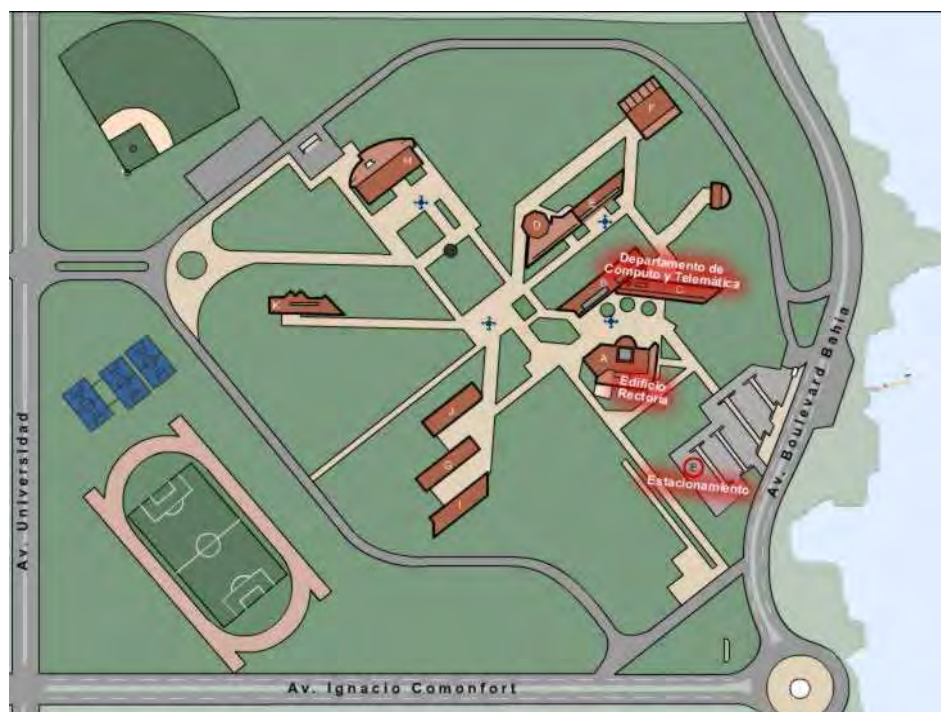 F
H
E
D
Departamento de
Computo y Telemática
B
C
K
A
Edificio
Rectoría
J
G
I
E
Estacionamiento
Av. Universidad
Av. Boulevard Bahía
Av. Ignacio Comonfort